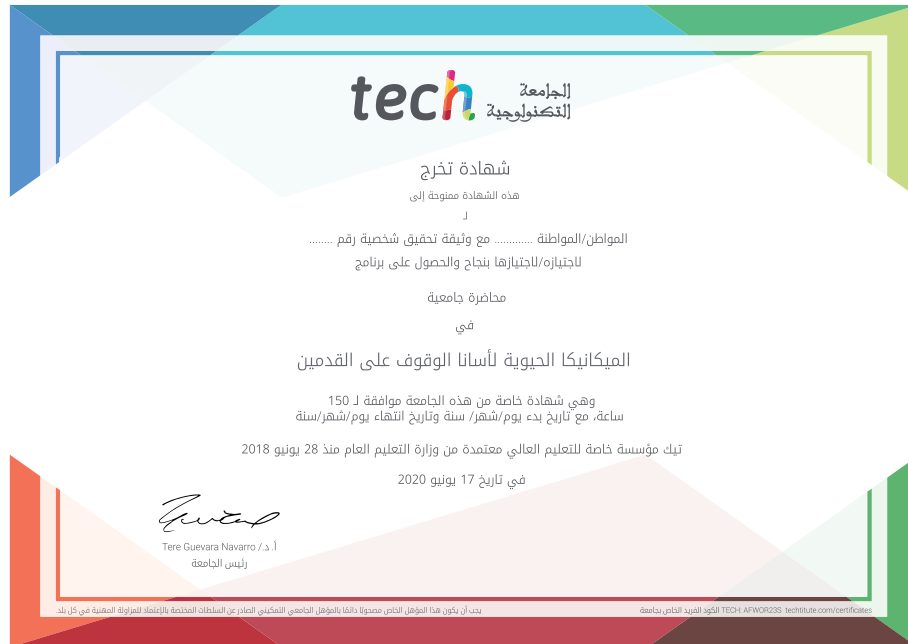 tech الجامعة
التكنولوجية
شهادة تخرج
هذه الشهادة ممنوحة إلى
لـ
المواطن/المواطنة ............ مع وثيقة تحقيق شخصية رقم ........
لاجتيازه/لاجتيازها بنجاح والحصول على برنامج
محاضرة جامعية
في
الميكانيكا الحيوية لأسانا الوقوف على القدمين
وهي شهادة خاصة من هذه الجامعة موافقة لـ 150
ساعة، مع تاريخ بدء يوم/شهر/ سنة وتاريخ انتهاء يوم/شهر/سنة
تيك مؤسسة خاصة للتعليم العالي معتمدة من وزارة التعليم العام منذ 28 يونيو 2018
في تاريخ 17 يونيو 2020
أ. د./ Tere Guevara Navarro
رئيس الجامعة
يجب أن يكون هذا المؤهل الخاص مصحوبًا دائمًا بالمؤهل الجامعي التمكيني الصادر عن السلطات المختصة بالإعتماد للمزاولة المهنية في كل بلد.
الكود الفريد الخاص بجامعة TECH: AFWOR23S techtitute.com/certificates